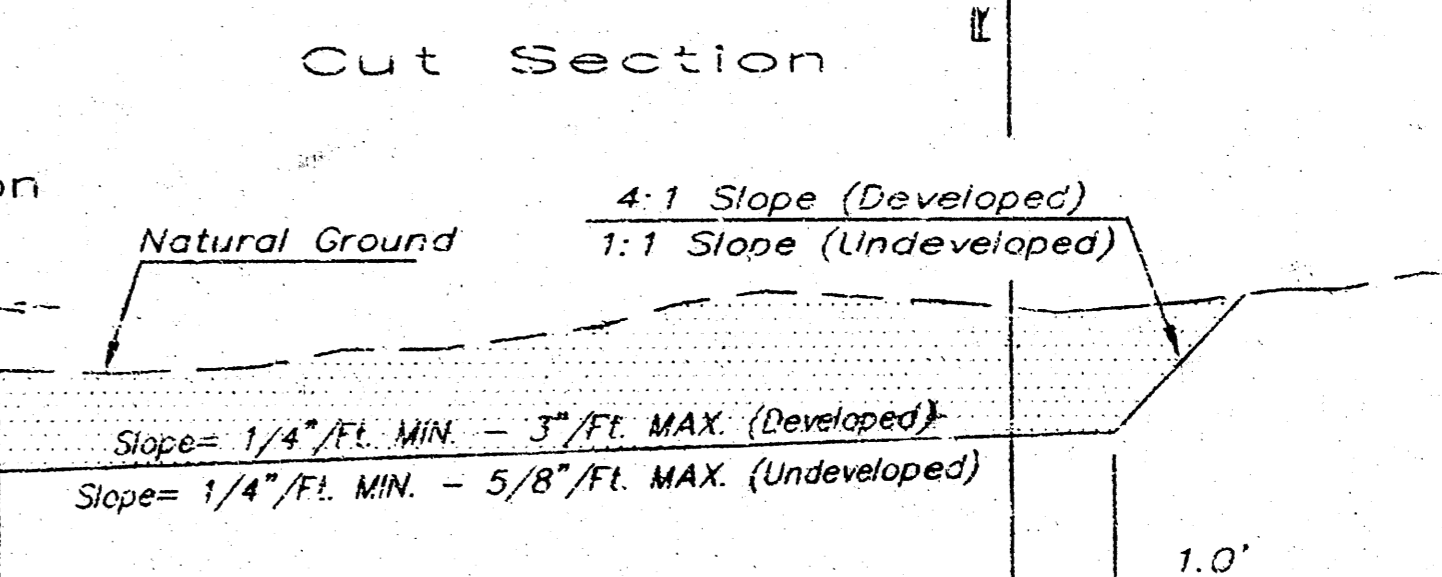 Cut Section
on
4:1 Slope (Developed)
Natural Ground
1:1 Slope (Undeveloped)
Slope= 1/4"/Ft. MIN. - 3"/Ft. MAX. (Developed)
Slope= 1/4"/Ft. MIN. - 5/8"/Ft. MAX. (Undeveloped)
1.0'